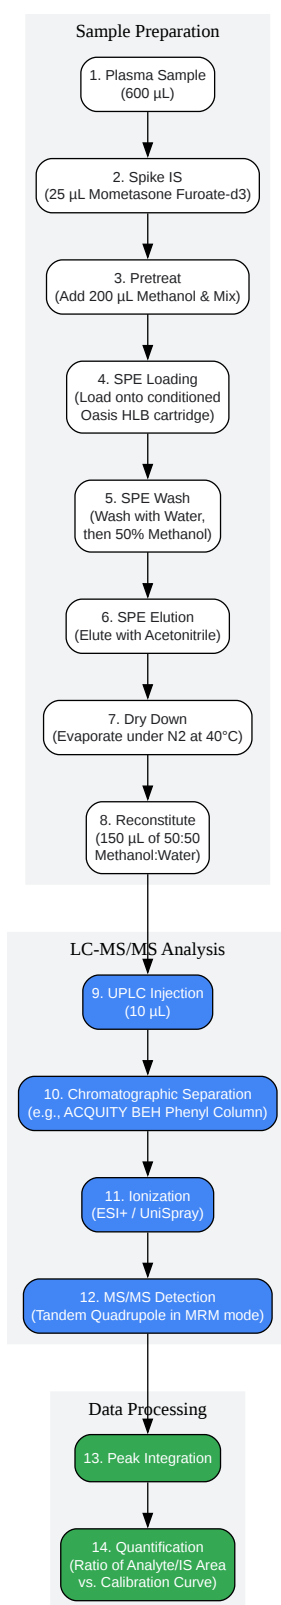 Sample Preparation
1. Plasma Sample
(600 µL)
2. Spike IS
(25 µL Mometasone Furoate-d3)
3. Pretreat
(Add 200 µL Methanol & Mix)
4. SPE Loading
(Load onto conditioned
Oasis HLB cartridge)
5. SPE Wash
(Wash with Water,
then 50% Methanol)
6. SPE Elution
(Elute with Acetonitrile)
7. Dry Down
(Evaporate under N2 at 40°C)
8. Reconstitute
(150 µL of 50:50
Methanol:Water)
LC-MS/MS Analysis
9. UPLC Injection
(10 µL)
10. Chromatographic Separation
(e.g., ACQUITY BEH Phenyl Column)
11. Ionization
(ESI+ / UniSpray)
12. MS/MS Detection
(Tandem Quadrupole in MRM mode)
Data Processing
13. Peak Integration
14. Quantification
(Ratio of Analyte/IS Area
vs. Calibration Curve)